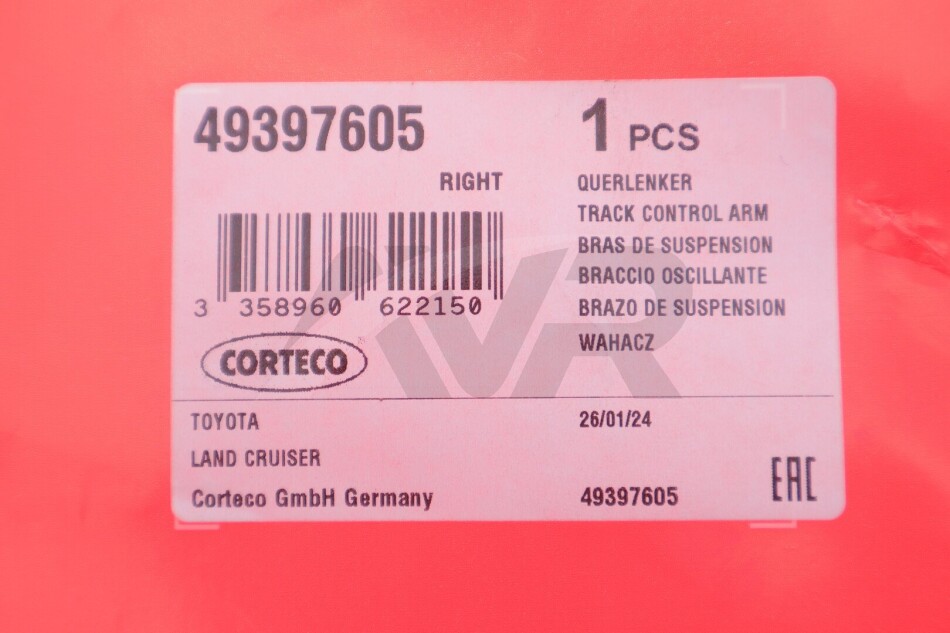 49397605
1 PCS
RIGHT
QUERLENKER
TRACK CONTROL ARM
BRAS DE SUSPENSION
BRACCIO OSCILLANTE
BRAZO DE SUSPENSION
WAHACZ
3 358960 622150
CORTECO
TOYOTA
26/01/24
LAND CRUISER
Corteco GmbH Germany
49397605
EAC